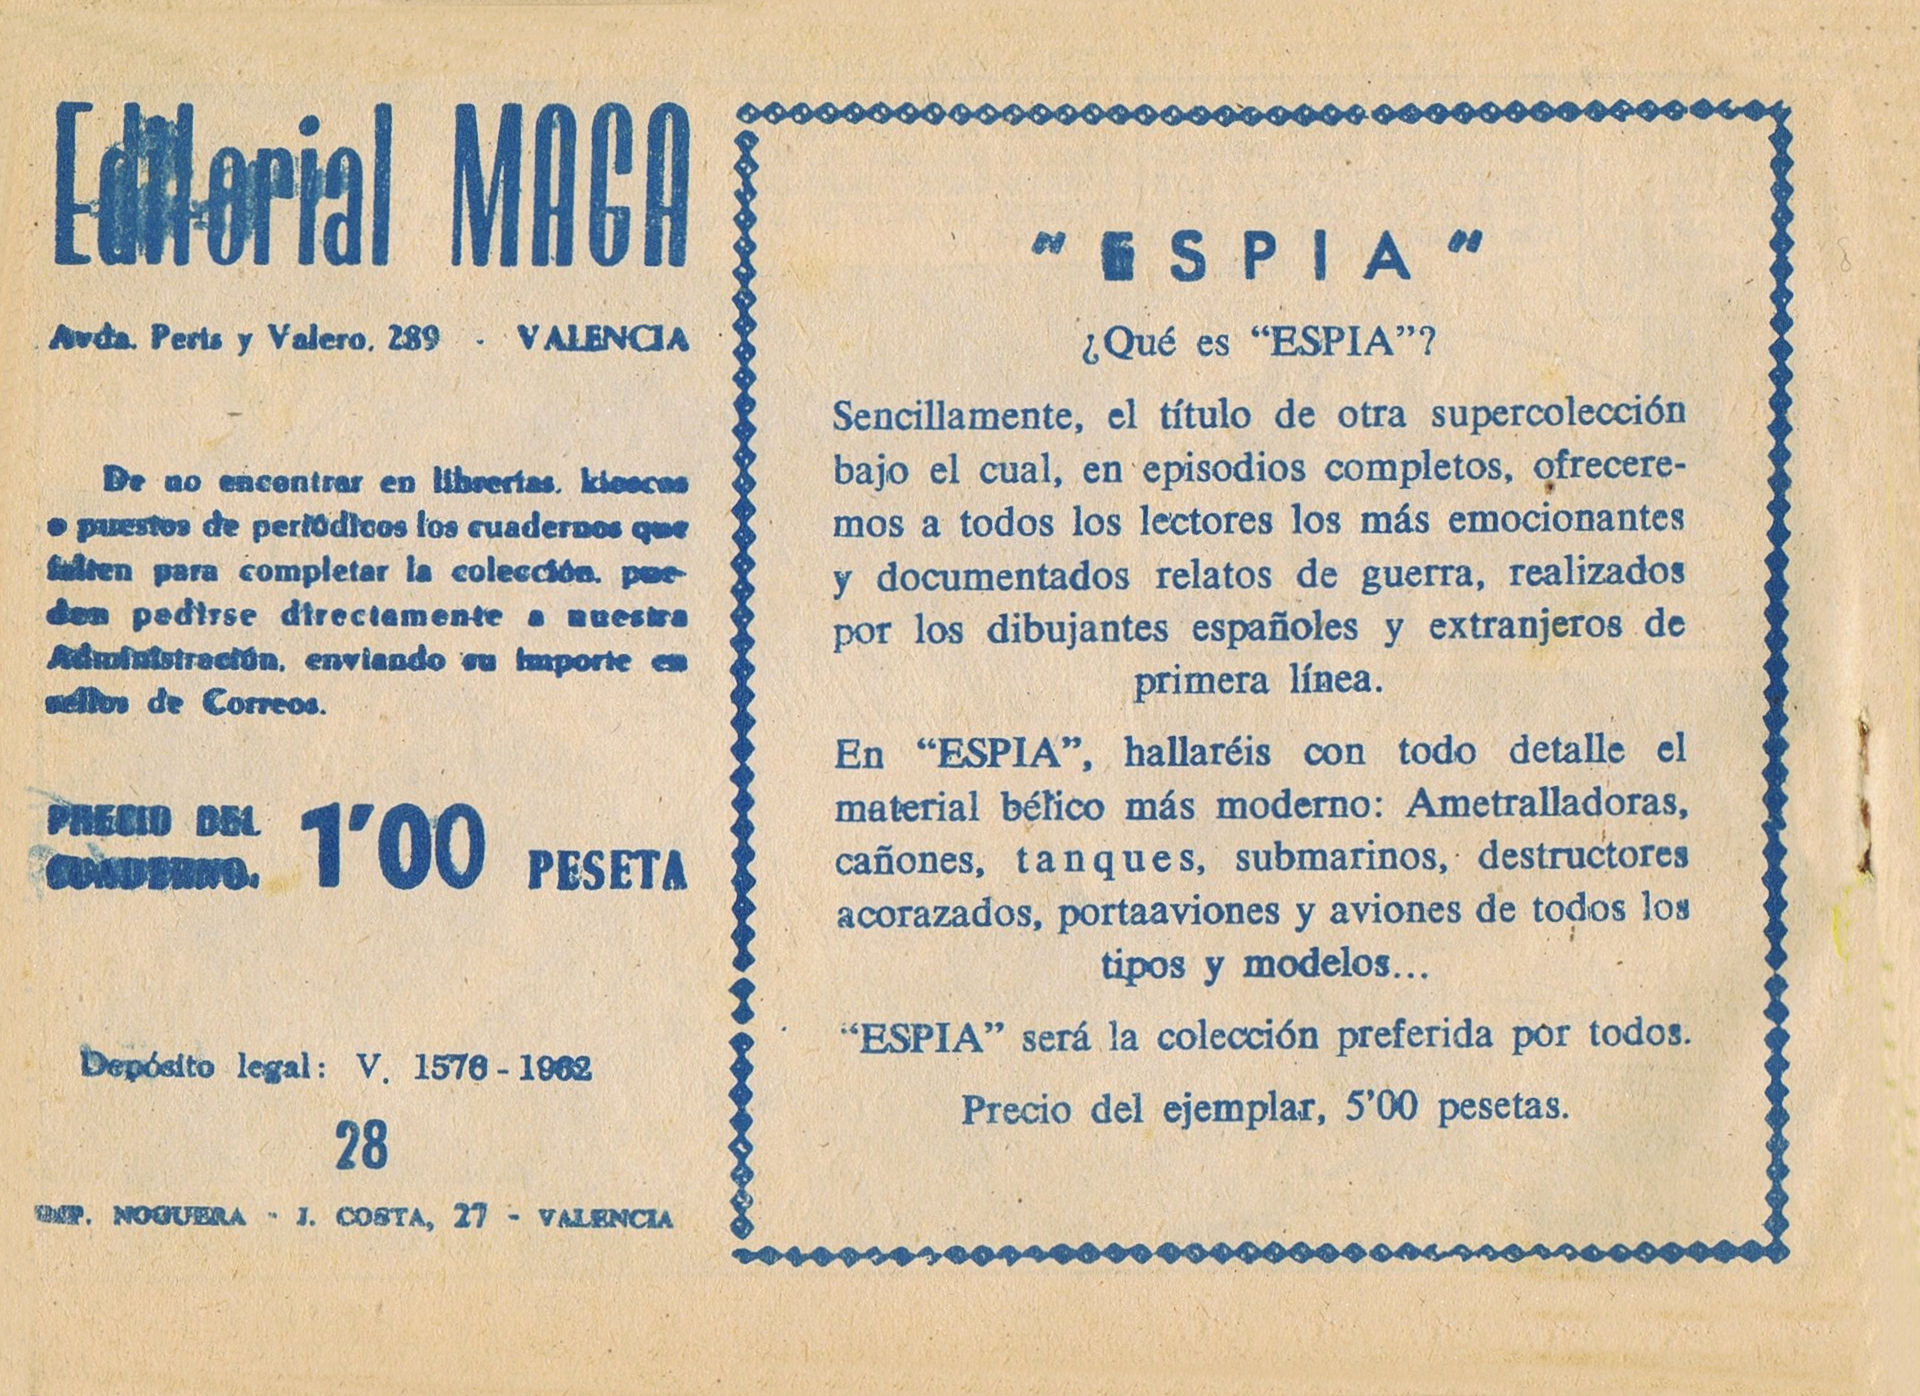 Editorial MAGA
Avda. Peris y Valero, 289 - VALENCIA
De no encontrar en librerías, kioscos
o puestos de periódicos los cuadernos que
falten para completar la colección, pue-
den pedirse directamente a nuestra
Administración, enviando su importe en
sellos de Correos.
PRECIO DEL
CUADERNO.
1'00 PESETA
Depósito legal: V. 1576 - 1962
28
IMP. NOGUERA - J. COSTA, 27 - VALENCIA
"ESPIA"
¿Qué es "ESPIA"?
Sencillamente, el título de otra supercolección
bajo el cual, en episodios completos, ofrecere-
mos a todos los lectores los más emocionantes
y documentados relatos de guerra, realizados
por los dibujantes españoles y extranjeros de
primera línea.
En "ESPIA", hallaréis con todo detalle el
material bélico más moderno: Ametralladoras,
cañones, tanques, submarinos, destructores
acorazados, portaaviones y aviones de todos los
tipos y modelos...
"ESPIA" será la colección preferida por todos.
Precio del ejemplar, 5'00 pesetas.